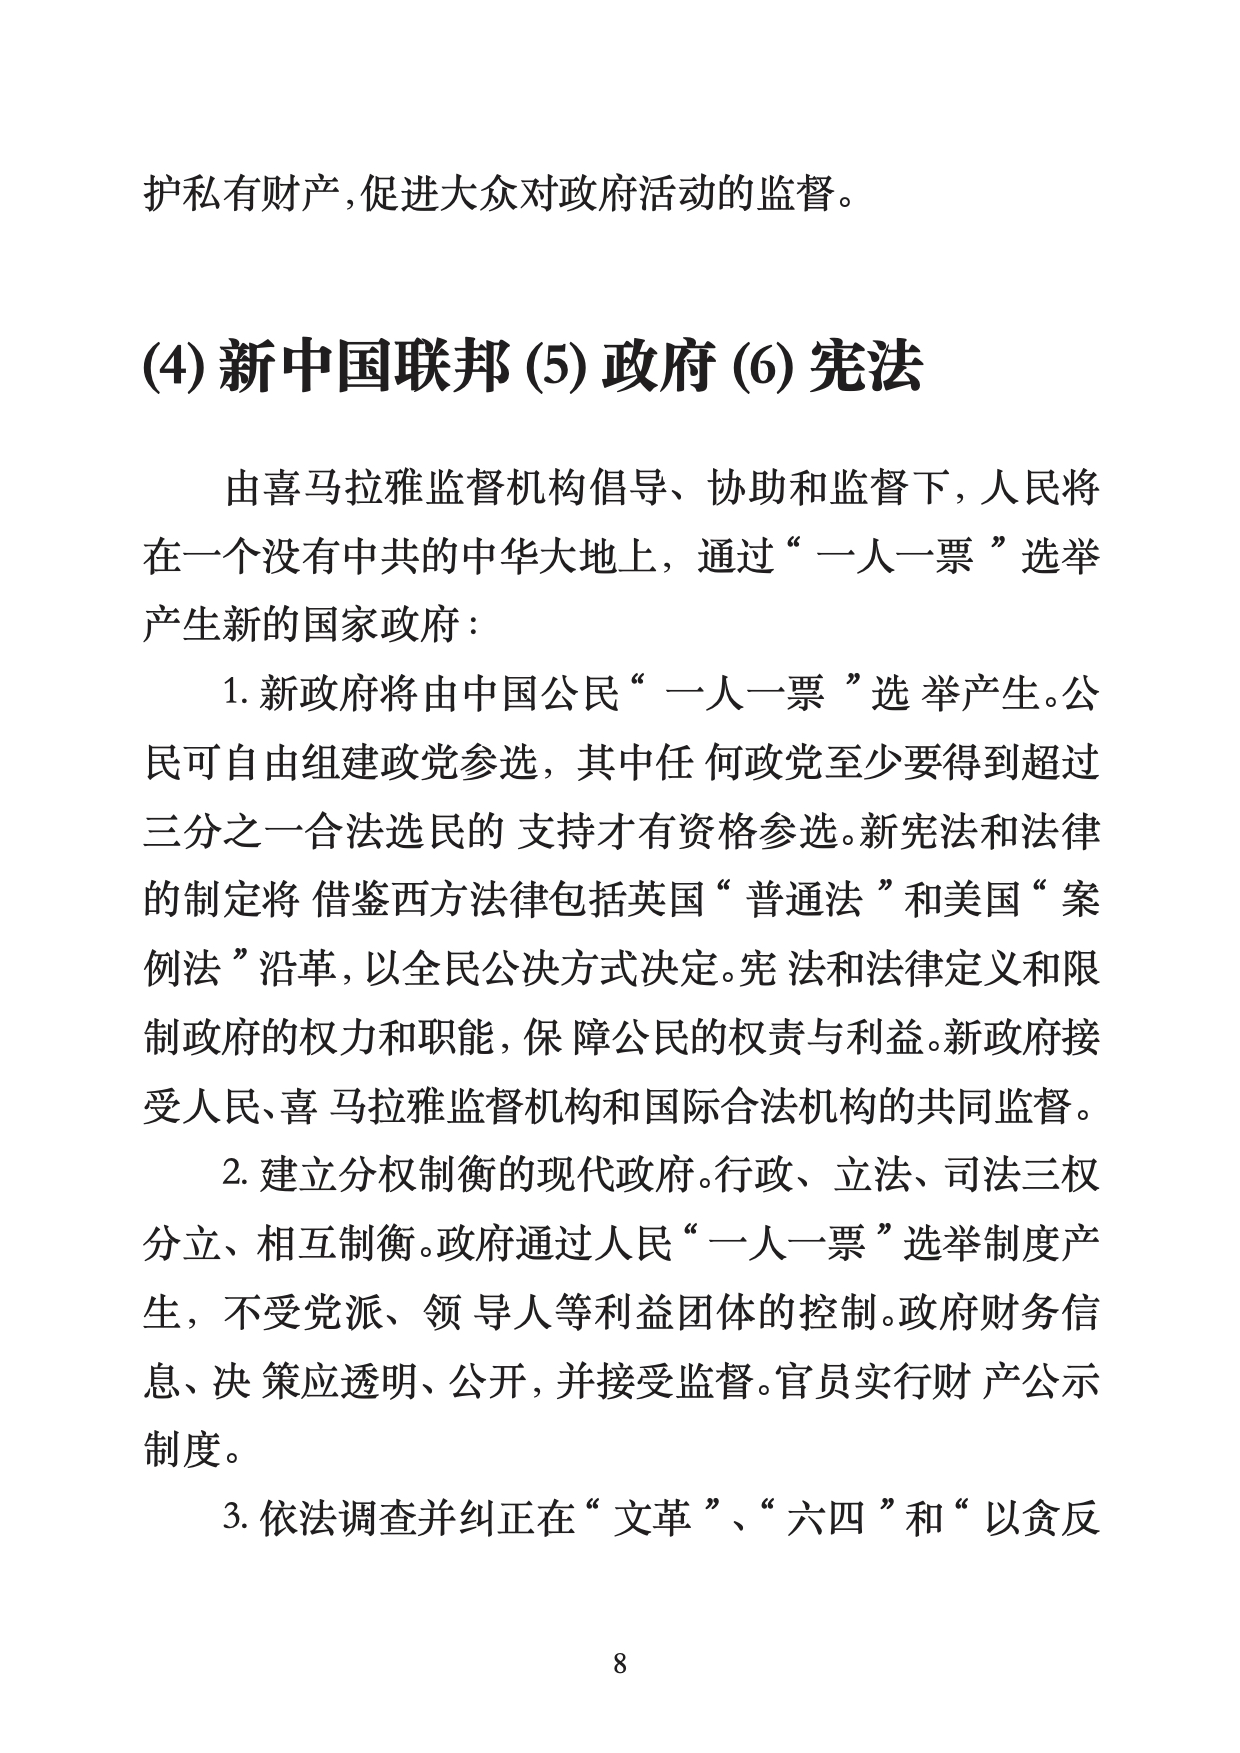 护私有财产,促进大众对政府活动的监督。
(4) 新中国联邦 (5) 政府 (6) 宪法
由喜马拉雅监督机构倡导、协助和监督下, 人民将
在一个没有中共的中华大地上, 通过“ 一人一票 ” 选举
产生新的国家政府:
1. 新政府将由中国公民“ 一人一票 ”选 举产生。公
民可自由组建政党参选, 其中任 何政党至少要得到超过
三分之一合法选民的 支持才有资格参选。新宪法和法律
的制定将 借鉴西方法律包括英国“ 普通法 ”和美国“ 案
例法 ”沿革, 以全民公决方式决定。宪 法和法律定义和限
制政府的权力和职能, 保 障公民的权责与利益。新政府接
受人民、喜 马拉雅监督机构和国际合法机构的共同监督。
2. 建立分权制衡的现代政府。行政、立法、司法三权
分立、相互制衡。政府通过人民“ 一人一票 ”选举制度产
生, 不受党派、领 导人等利益团体的控制。政府财务信
息、决 策应透明、公开, 并接受监督。官员实行财 产公示
制度。
3. 依法调查并纠正在“ 文革 ”、“ 六四 ”和“ 以贪反
8